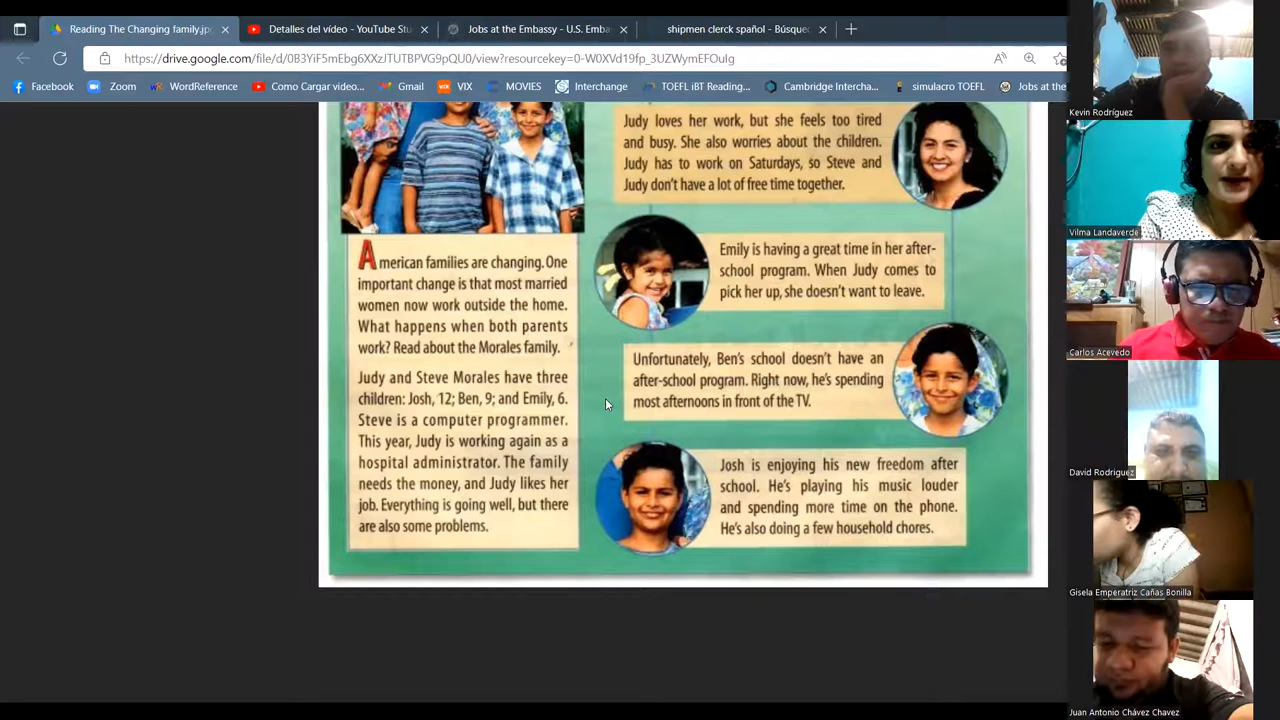 Reading The Changing family.jpg
Detalles del vídeo - YouTube Stu
Jobs at the Embassy - U.S. Emba
shipmen clerck spañol - Búsque
https://drive.google.com/file/d/0B3YiF5mEbg6XXzJTUTBPVG9pQU0/view?resourcekey=0-W0XVd19fp_3UZWymEFOuIg
Facebook
Zoom
WordReference
Como Cargar video...
Gmail
VIX
MOVIES
Interchange
TOEFL iBT Reading...
Cambridge Intercha...
simulacro TOEFL
Jobs at the
American families are changing. One
important change is that most married
women now work outside the home.
What happens when both parents
work? Read about the Morales family.
Judy and Steve Morales have three
children: Josh, 12; Ben, 9; and Emily, 6.
Steve is a computer programmer.
This year, Judy is working again as a
hospital administrator. The family
needs the money, and Judy likes her
job. Everything is going well, but there
are also some problems.
Judy loves her work, but she feels too tired
and busy. She also worries about the children.
Judy has to work on Saturdays, so Steve and
Judy don't have a lot of free time together.
Emily is having a great time in her after-
school program. When Judy comes to
pick her up, she doesn't want to leave.
Unfortunately, Ben's school doesn't have an
after-school program. Right now, he's spending
most afternoons in front of the TV.
Josh is enjoying his new freedom after
school. He's playing his music louder
and spending more time on the phone.
He's also doing a few household chores.
Kevin Rodríguez
Vilma Landaverde
Carlos Acevedo
David Rodriguez
Gisela Emperatriz Cañas Bonilla
Juan Antonio Chávez Chavez